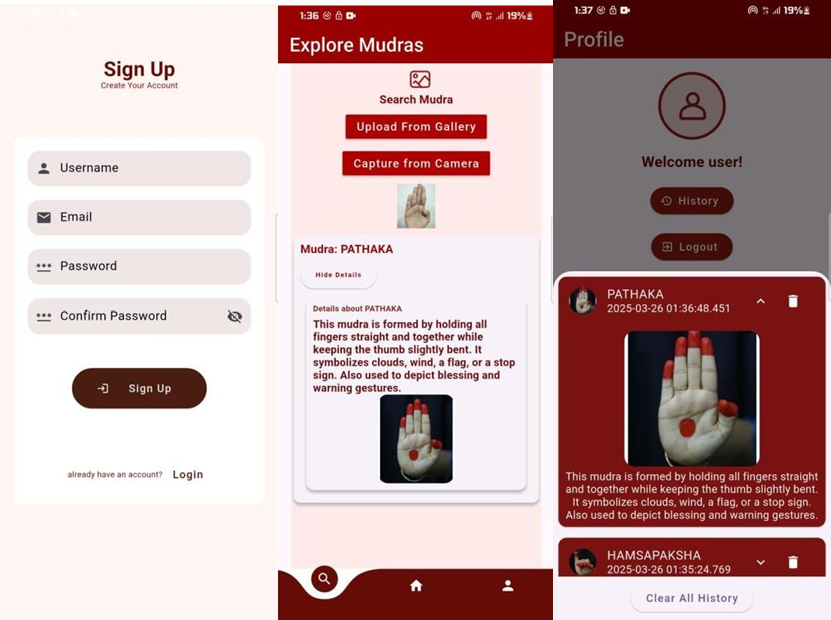 Sign Up
Create Your Account
Username
Email
Password
Confirm Password
Sign Up
already have an account? Login
1:36 19%
Explore Mudras
Search Mudra
Upload From Gallery
Capture from Camera
Mudra: PATHAKA
Hide Details
Details about PATHAKA
This mudra is formed by holding all
fingers straight and together while
keeping the thumb slightly bent. It
symbolizes clouds, wind, a flag, or a stop
sign. Also used to depict blessing and
warning gestures.
1:37 19%
Profile
Welcome user!
History
Logout
PATHAKA
2025-03-26 01:36:48.451
This mudra is formed by holding all fingers straight
and together while keeping the thumb slightly bent.
It symbolizes clouds, wind, a flag, or a stop sign.
Also used to depict blessing and warning gestures.
HAMSAPAKSHA
2025-03-26 01:35:24.769
Clear All History